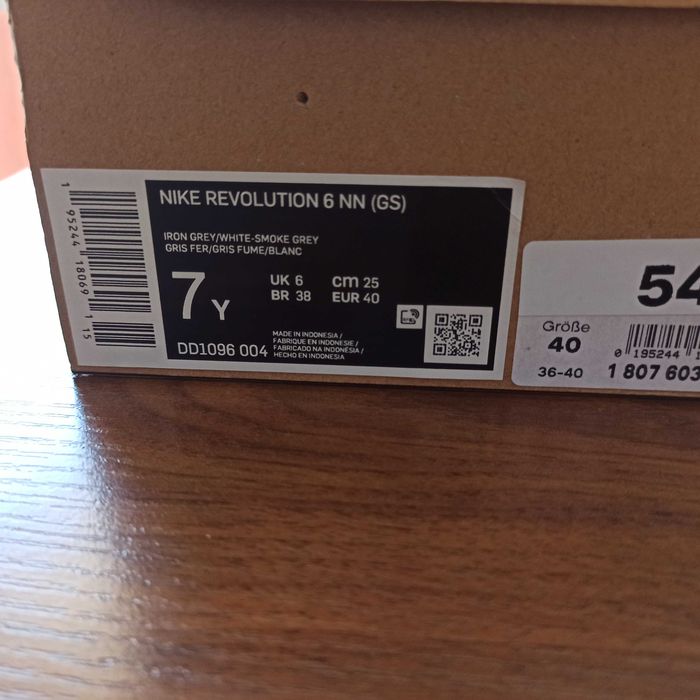 NIKE REVOLUTION 6 NN (GS)
IRON GREY/WHITE-SMOKE GREY
GRIS FER/GRIS FUME/BLANC
7Y
UK 6 cm 25
BR 38 EUR 40
DD1096 004
MADE IN INDONESIA /
FABRIQUE EN INDONESIE /
FABRICADO NA INDONÉSIA /
HECHO EN INDONESIA
1 95244 18069 115
54
Größe
40
36-40
0 195244 1
1 807 603